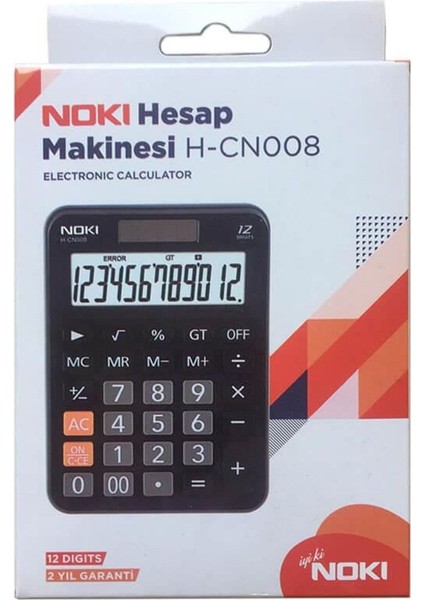 NOKI Hesap
Makinesi H-CN008
ELECTRONIC CALCULATOR
NOKI
H-CN008
12
DIGITS
ERROR GT
123456789012.
► √ % GT OFF
MC MR M− M+ ÷
+/− 7 8 9 ×
AC 4 5 6 −
ON
C·CE 1 2 3 +
0 00 • =
12 DIGITS
2 YIL GARANTİ
iyi ki
NOKI